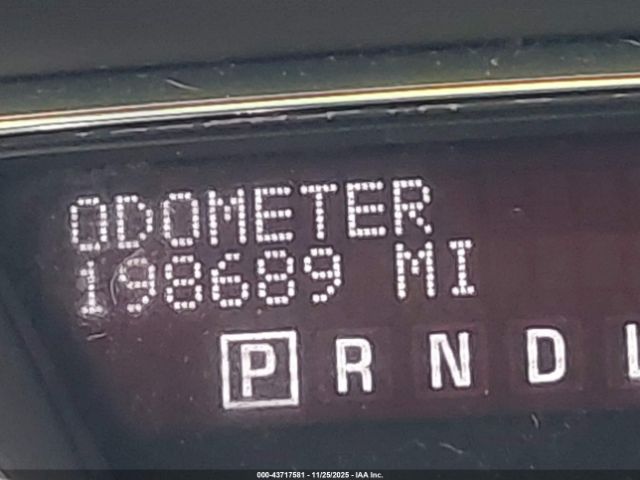 ODOMETER
198689 MI
P R N D L
000-43717581 - 11/25/2025 - IAA Inc.